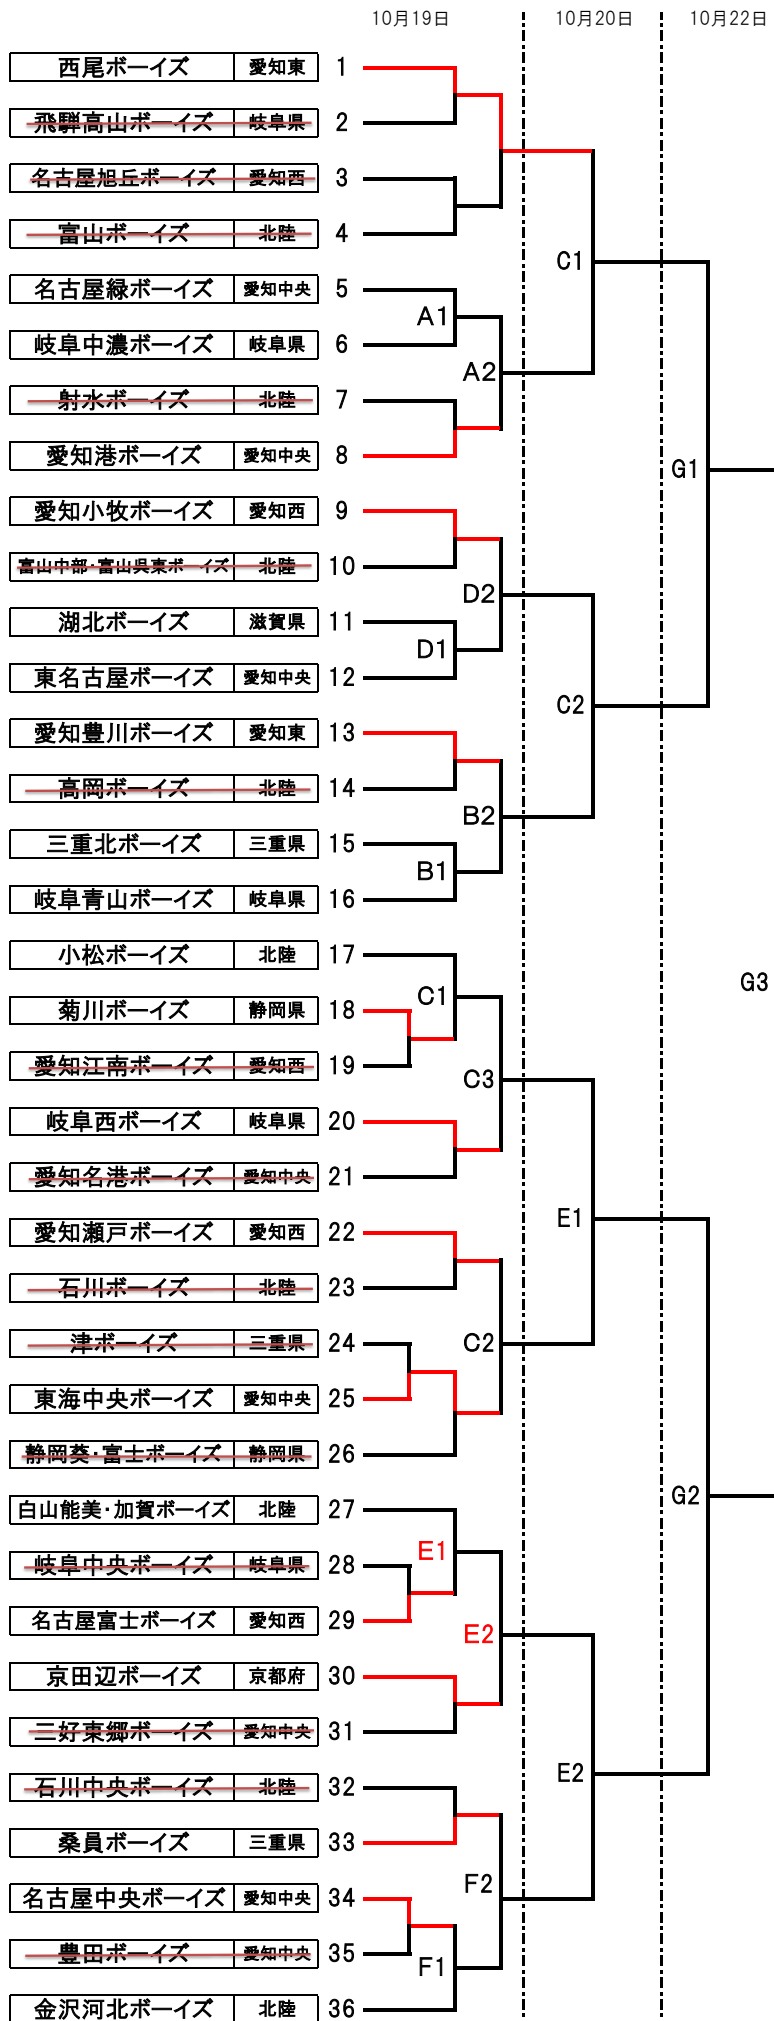 10月19日 10月20日 10月22日
西尾ボーイズ 愛知東 1
飛騨高山ボーイズ 岐阜県 2
名古屋旭丘ボーイズ 愛知西 3
富山ボーイズ 北陸 4
C1
名古屋緑ボーイズ 愛知中央 5
A1
岐阜中濃ボーイズ 岐阜県 6
A2
射水ボーイズ 北陸 7
愛知港ボーイズ 愛知中央 8
G1
愛知小牧ボーイズ 愛知西 9
富山中部・富山呉東ボーイズ 北陸 10
D2
湖北ボーイズ 滋賀県 11
D1
東名古屋ボーイズ 愛知中央 12
C2
愛知豊川ボーイズ 愛知東 13
高岡ボーイズ 北陸 14
B2
三重北ボーイズ 三重県 15
B1
岐阜青山ボーイズ 岐阜県 16
小松ボーイズ 北陸 17
G3
C1
菊川ボーイズ 静岡県 18
愛知江南ボーイズ 愛知西 19
C3
岐阜西ボーイズ 岐阜県 20
愛知名港ボーイズ 愛知中央 21
E1
愛知瀬戸ボーイズ 愛知西 22
石川ボーイズ 北陸 23
津ボーイズ 三重県 24
C2
東海中央ボーイズ 愛知中央 25
静岡葵・富士ボーイズ 静岡県 26
G2
白山能美・加賀ボーイズ 北陸 27
E1
岐阜中央ボーイズ 岐阜県 28
名古屋富士ボーイズ 愛知西 29
E2
京田辺ボーイズ 京都府 30
三好東郷ボーイズ 愛知中央 31
E2
石川中央ボーイズ 北陸 32
桑員ボーイズ 三重県 33
F2
名古屋中央ボーイズ 愛知中央 34
豊田ボーイズ 愛知中央 35
F1
金沢河北ボーイズ 北陸 36